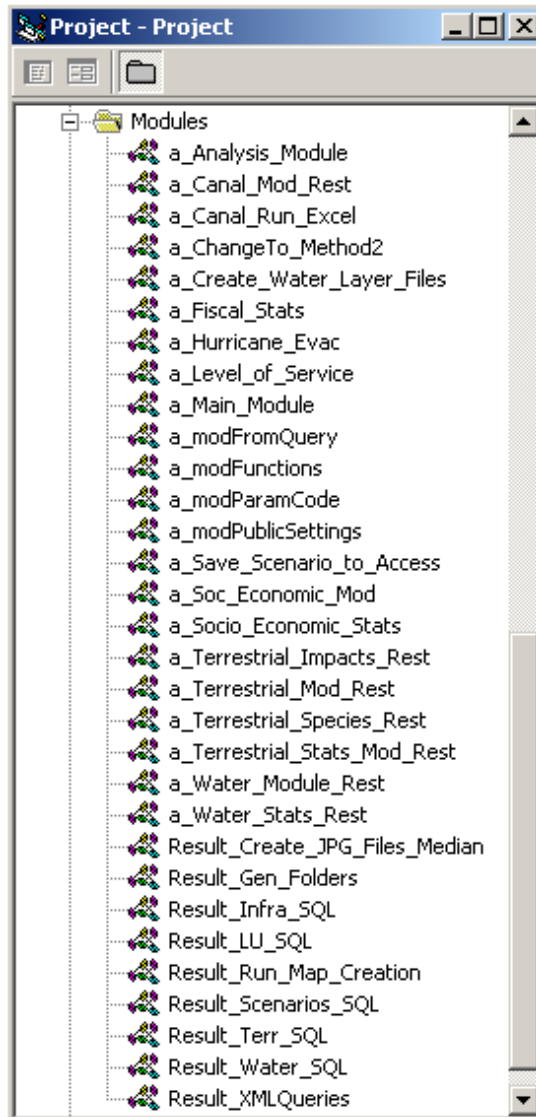 Project - Project
Modules
a_Analysis_Module
a_Canal_Mod_Rest
a_Canal_Run_Excel
a_ChangeTo_Method2
a_Create_Water_Layer_Files
a_Fiscal_Stats
a_Hurricane_Evac
a_Level_of_Service
a_Main_Module
a_modFromQuery
a_modFunctions
a_modParamCode
a_modPublicSettings
a_Save_Scenario_to_Access
a_Soc_Economic_Mod
a_Socio_Economic_Stats
a_Terrestrial_Impacts_Rest
a_Terrestrial_Mod_Rest
a_Terrestrial_Species_Rest
a_Terrestrial_Stats_Mod_Rest
a_Water_Module_Rest
a_Water_Stats_Rest
Result_Create_JPG_Files_Median
Result_Gen_Folders
Result_Infra_SQL
Result_LU_SQL
Result_Run_Map_Creation
Result_Scenarios_SQL
Result_Terr_SQL
Result_Water_SQL
Result_XMLQueries